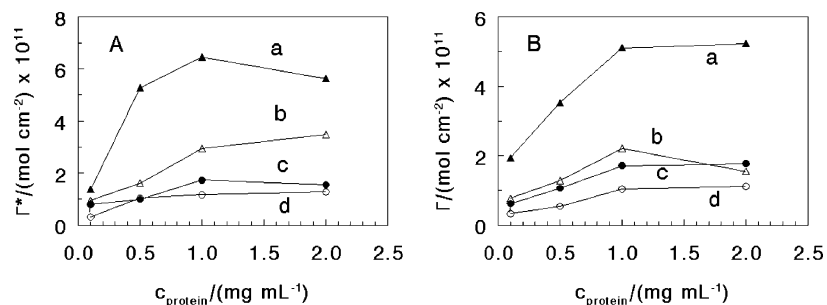 A
a
b
c
d
8
6
4
2
0
0.0 0.5 1.0 1.5 2.0 2.5
Γ*/(mol cm⁻²) x 10¹¹
c_protein/(mg mL⁻¹)
B
a
b
c
d
6
4
2
0
0.0 0.5 1.0 1.5 2.0 2.5
Γ/(mol cm⁻²) x 10¹¹
c_protein/(mg mL⁻¹)